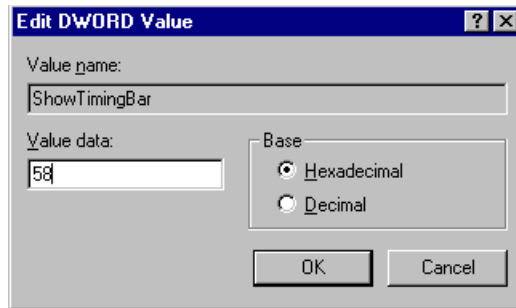 Edit DWORD Value
Value name:
ShowTimingBar
Value data:
58
Base
Hexadecimal
Decimal
OK
Cancel